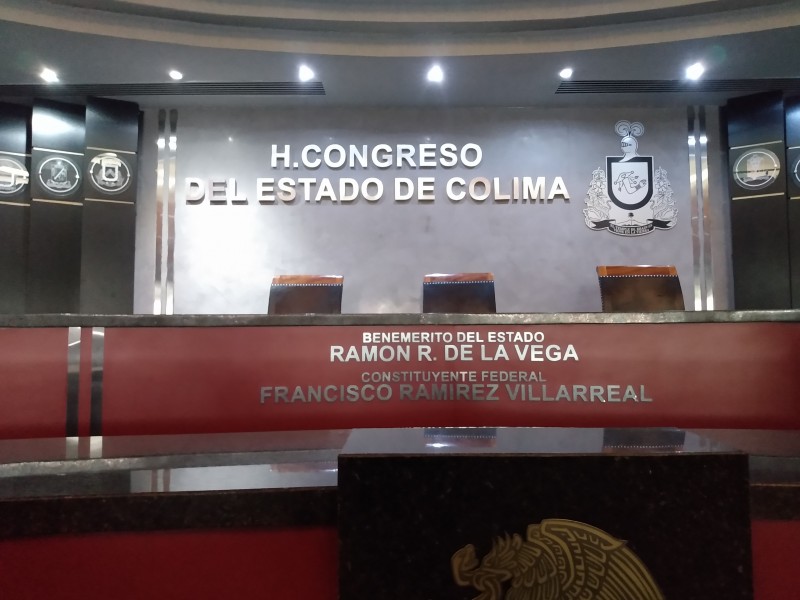 H.CONGRESO
DEL ESTADO DE COLIMA
BENEMERITO DEL ESTADO
RAMON R. DE LA VEGA
CONSTITUYENTE FEDERAL
FRANCISCO RAMIREZ VILLARREAL